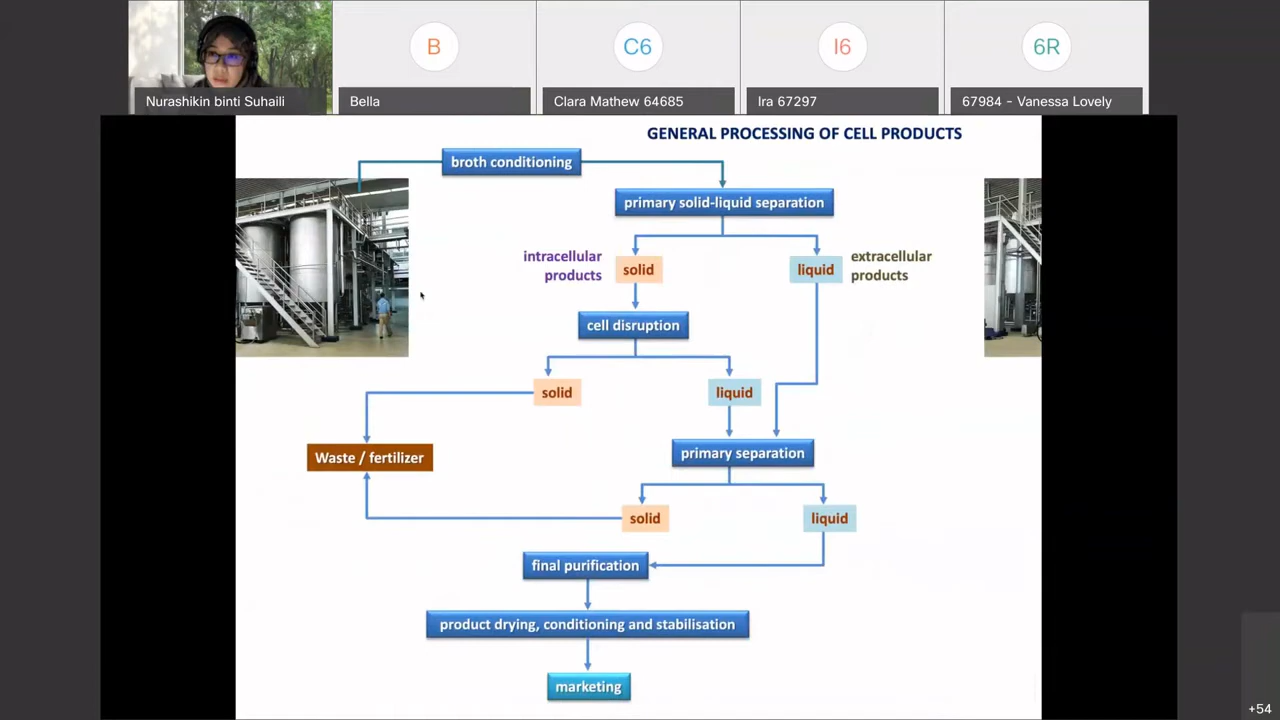 B
C6
I6
6R
Nurashikin binti Suhaili
Bella
Clara Mathew 64685
Ira 67297
67984 - Vanessa Lovely
GENERAL PROCESSING OF CELL PRODUCTS
broth conditioning
primary solid-liquid separation
intracellular
products
solid
liquid
extracellular
products
cell disruption
solid
liquid
Waste / fertilizer
primary separation
solid
liquid
final purification
product drying, conditioning and stabilisation
marketing
+54